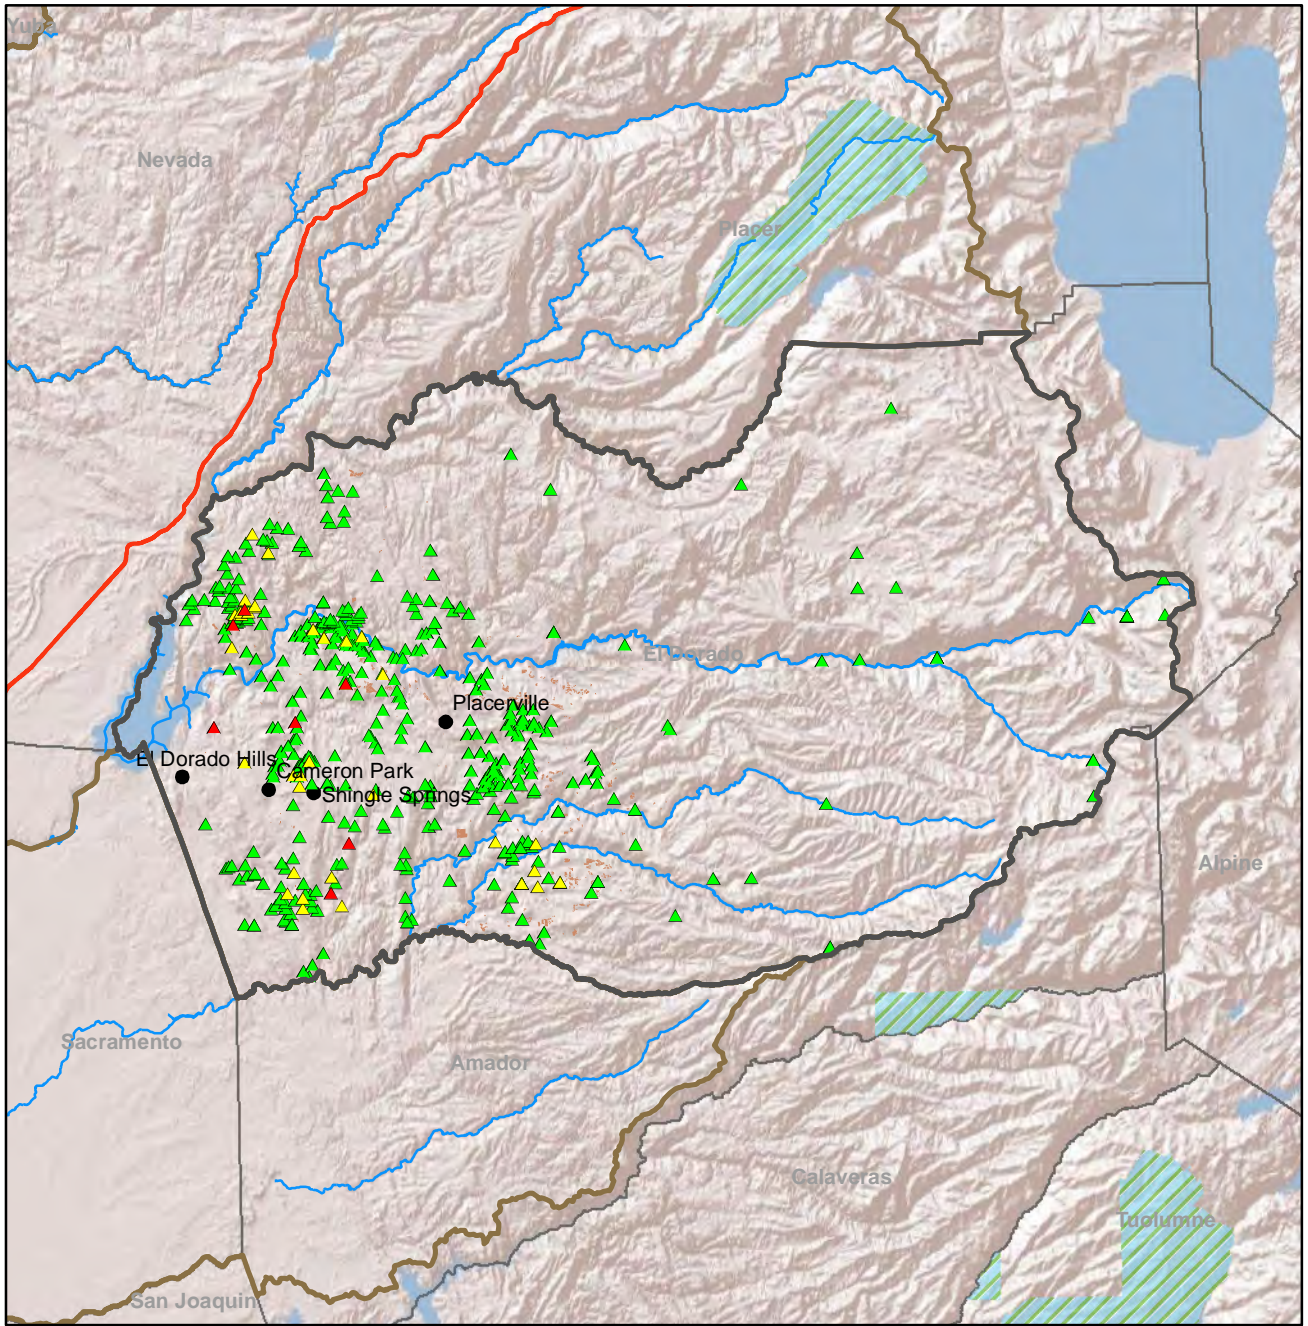 Yuba
Nevada
Placer
El Dorado
Placerville
El Dorado Hills
Cameron Park
Shingle Springs
Alpine
Sacramento
Amador
Calaveras
Tuolumne
San Joaquin